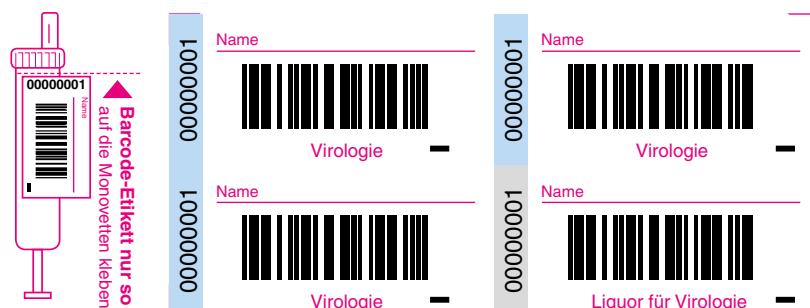 00000001
Name
Barcode-Etikett nur so
auf die Monovetten kleben
00000001
Name
Virologie
00000001
Name
Virologie
00000001
Name
Virologie
00000001
Name
Liquor für Virologie